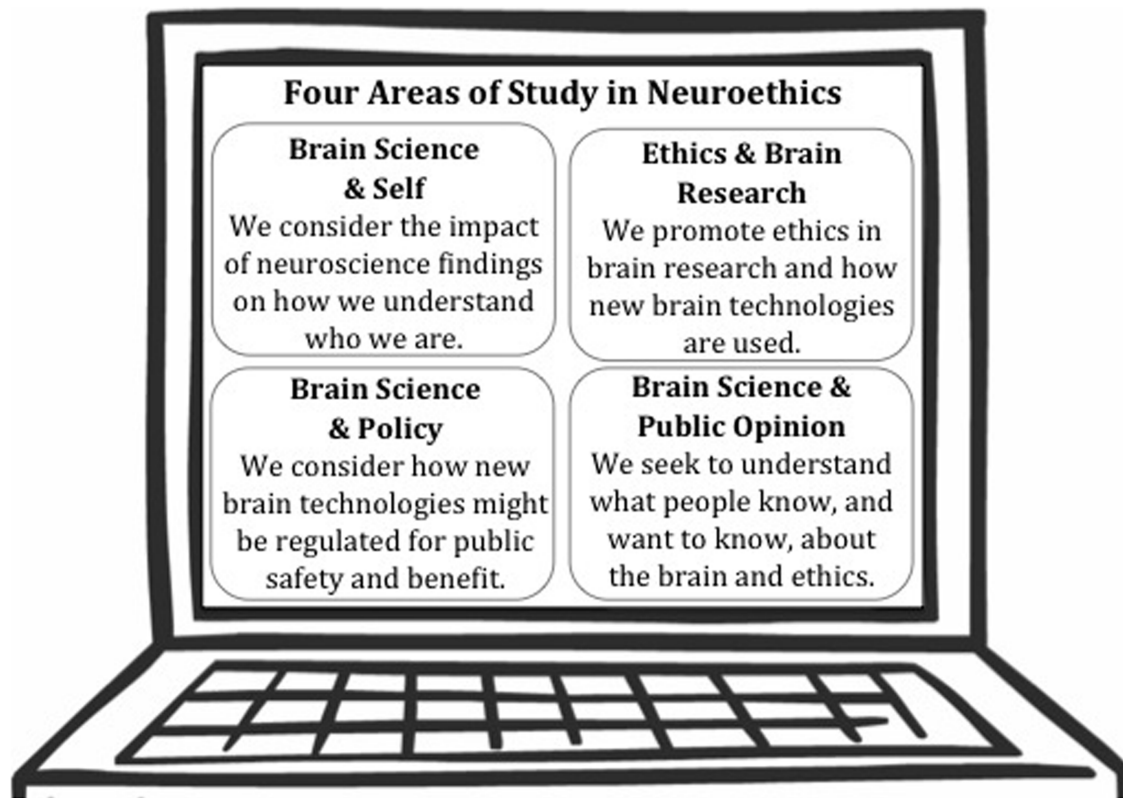 Four Areas of Study in Neuroethics
Brain Science
& Self
We consider the impact
of neuroscience findings
on how we understand
who we are.
Ethics & Brain
Research
We promote ethics in
brain research and how
new brain technologies
are used.
Brain Science
& Policy
We consider how new
brain technologies might
be regulated for public
safety and benefit.
Brain Science &
Public Opinion
We seek to understand
what people know, and
want to know, about
the brain and ethics.